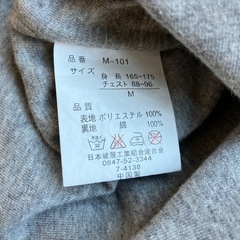 品番 M-101
サイズ
身長 165~175
チェスト 88~96
M
品質
表地 ポリエステル 100%
裏地 綿 100%
日本被服工業組合連合会
0847-52-3344
7-4138
中国製